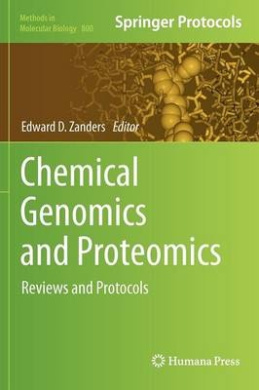 Methods in
Molecular Biology 800
Springer Protocols
Edward D. Zanders Editor
Chemical
Genomics
and Proteomics
Reviews and Protocols
Humana Press